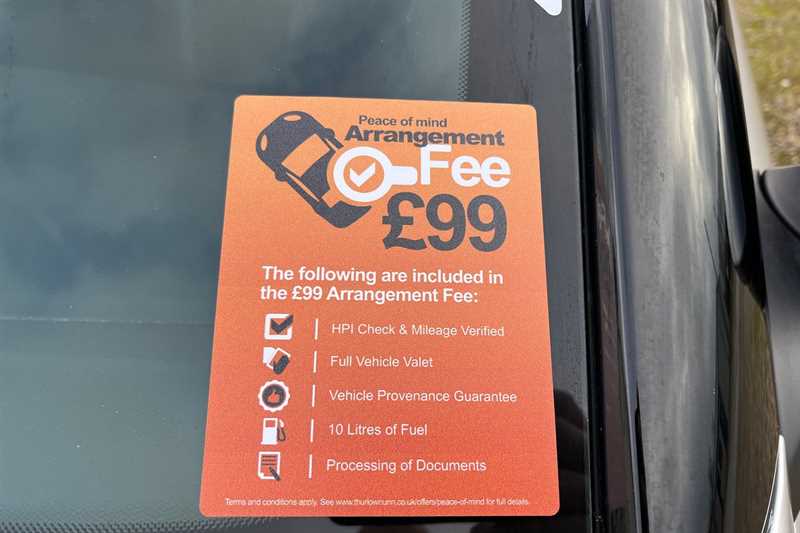 Peace of mind
Arrangement
Fee
£99
The following are included in
the £99 Arrangement Fee:
HPI Check & Mileage Verified
Full Vehicle Valet
Vehicle Provenance Guarantee
10 Litres of Fuel
Processing of Documents
Terms and conditions apply. See www.thurlownunn.co.uk/offers/peace-of-mind for full details.